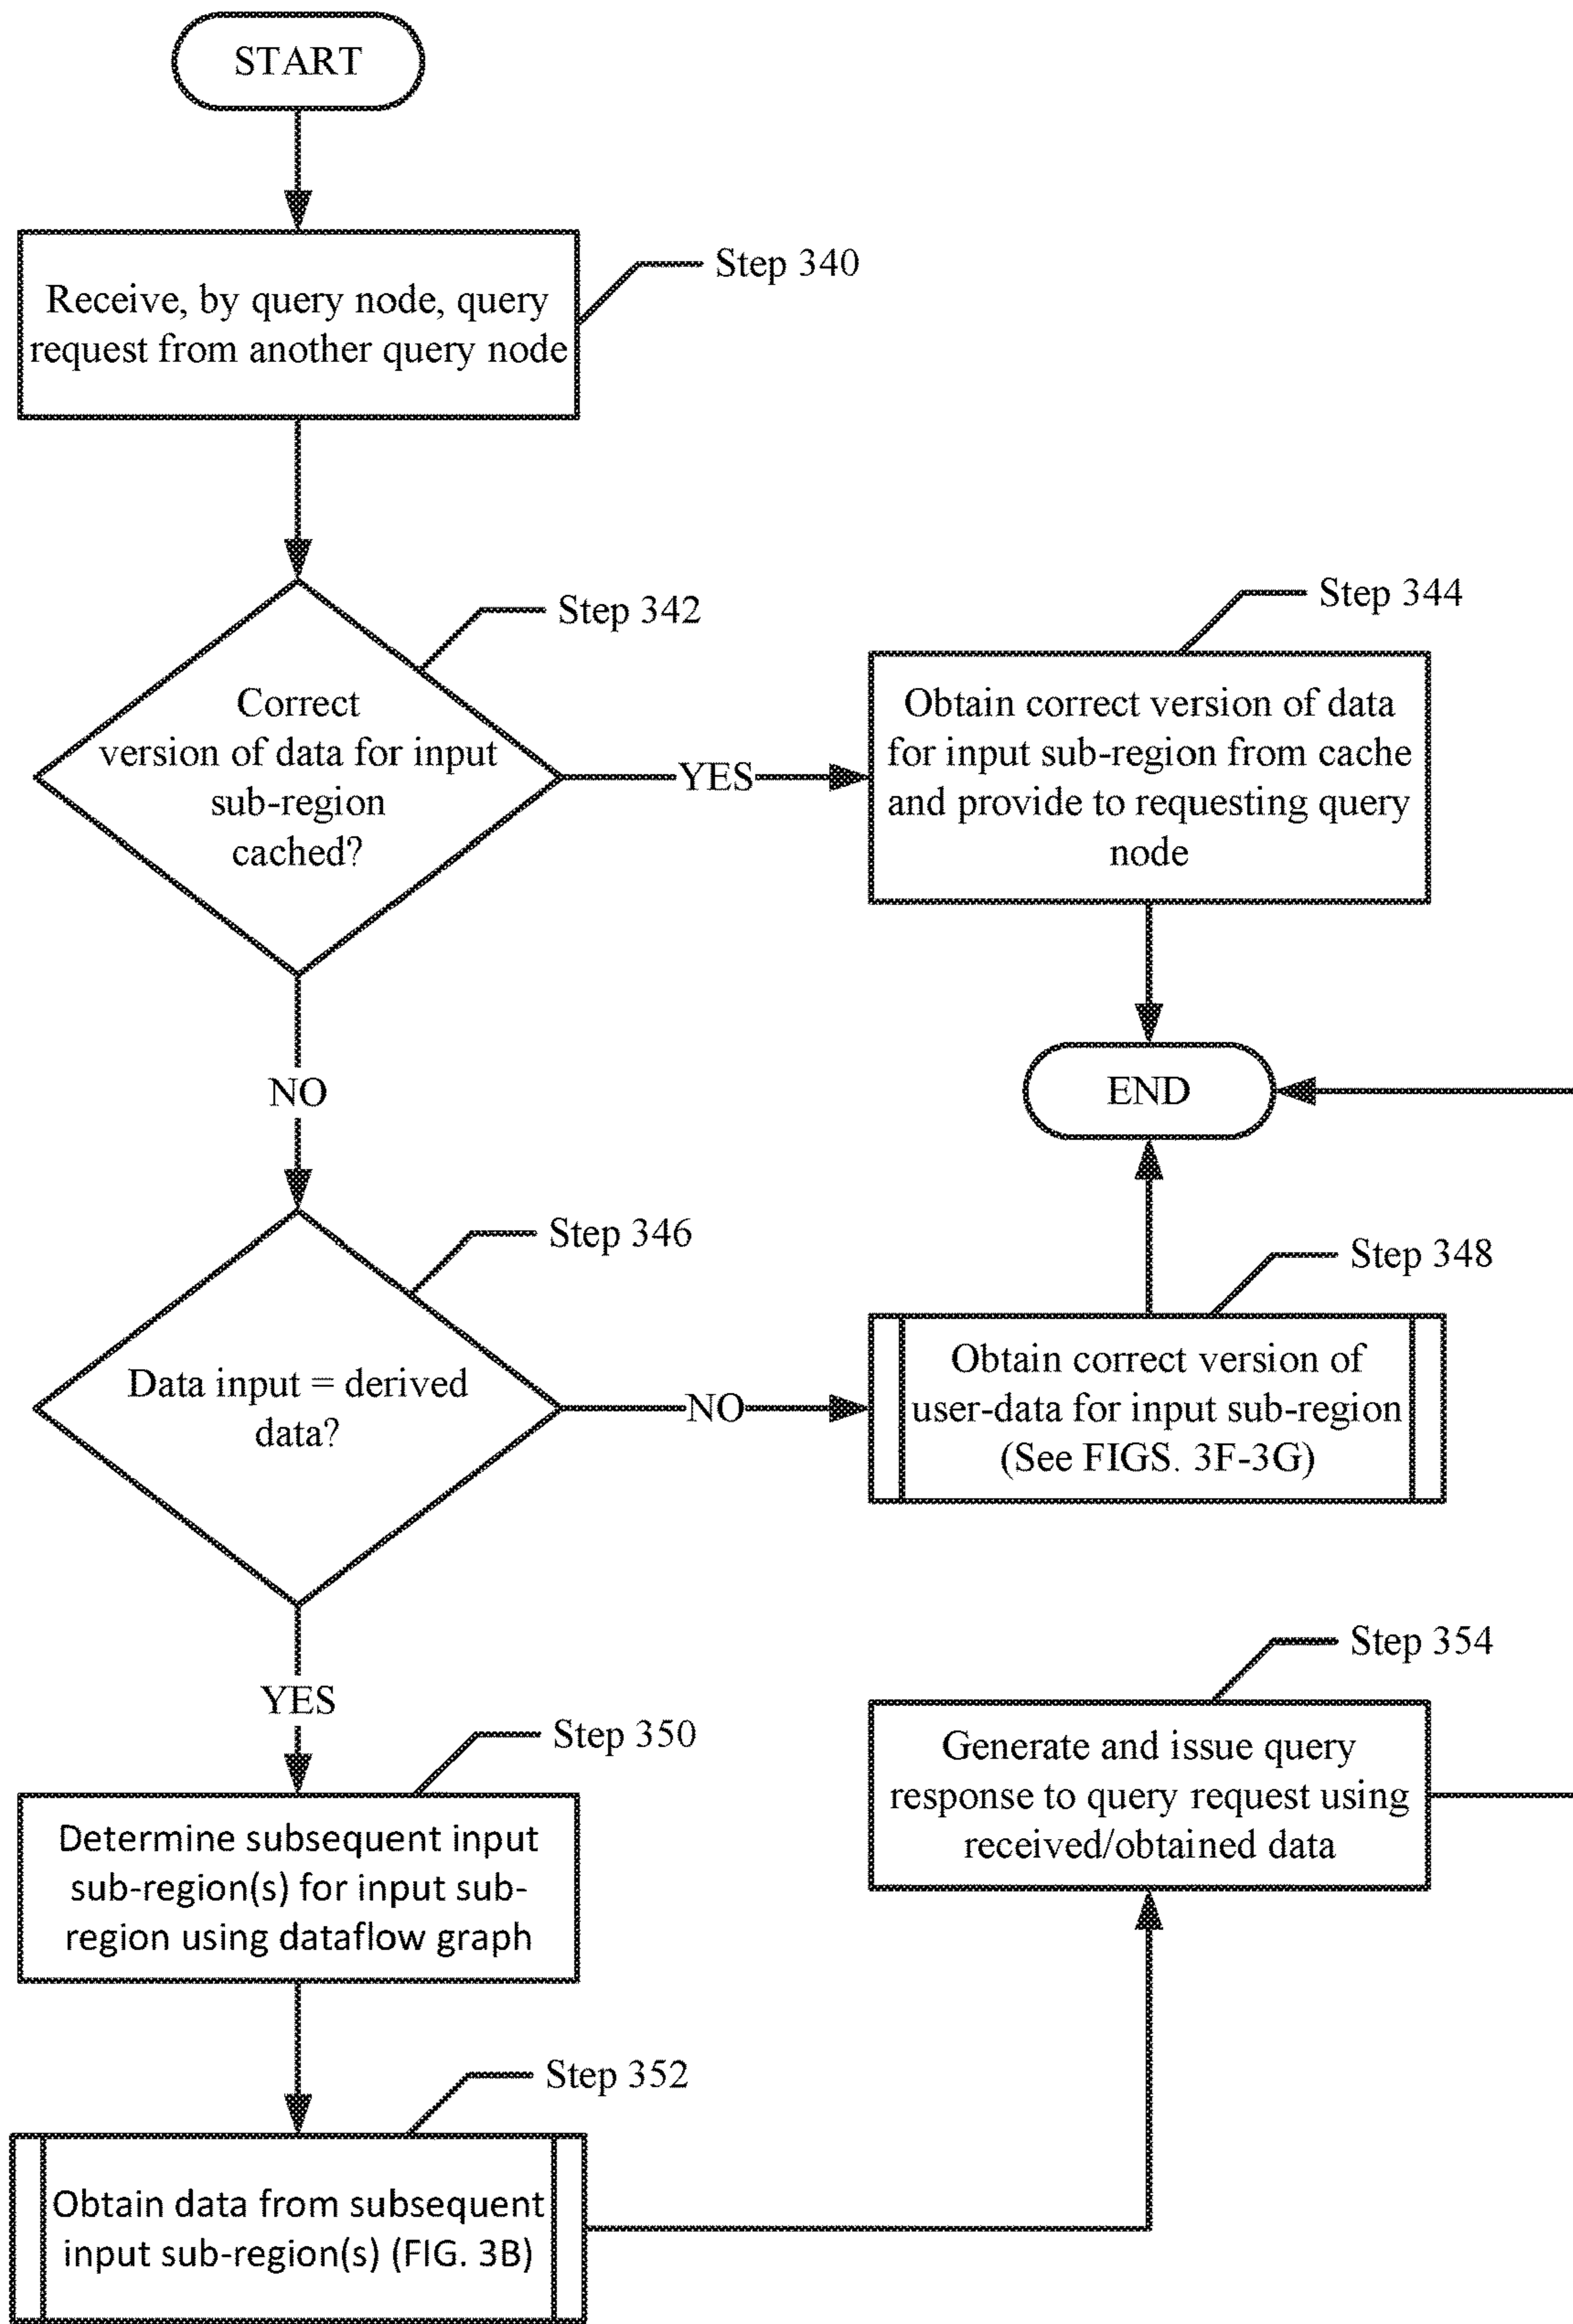 START
Step 340
Receive, by query node, query
request from another query node
Step 342
Correct
version of data for input
sub-region
cached?
YES
Step 344
Obtain correct version of data
for input sub-region from cache
and provide to requesting query
node
NO
END
Step 346
Data input = derived
data?
NO
Step 348
Obtain correct version of
user-data for input sub-region
(See FIGS. 3F-3G)
YES
Step 350
Determine subsequent input
sub-region(s) for input sub-
region using dataflow graph
Step 352
Obtain data from subsequent
input sub-region(s) (FIG. 3B)
Step 354
Generate and issue query
response to query request using
received/obtained data